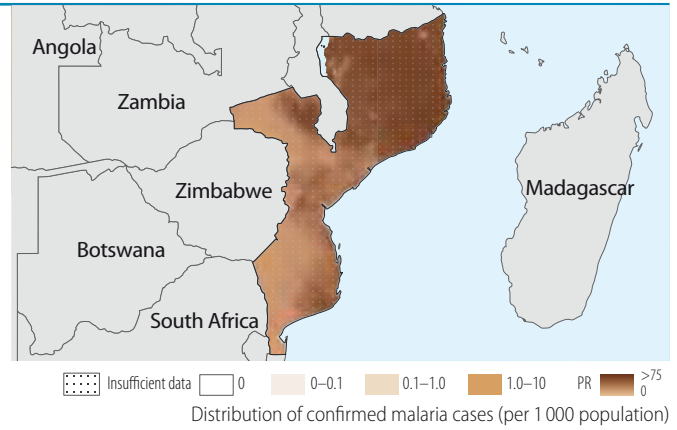 Angola
Zambia
Zimbabwe
Madagascar
Botswana
South Africa
Insufficient data 0 0–0.1 0.1–1.0 1.0–10 PR >75
0
Distribution of confirmed malaria cases (per 1 000 population)